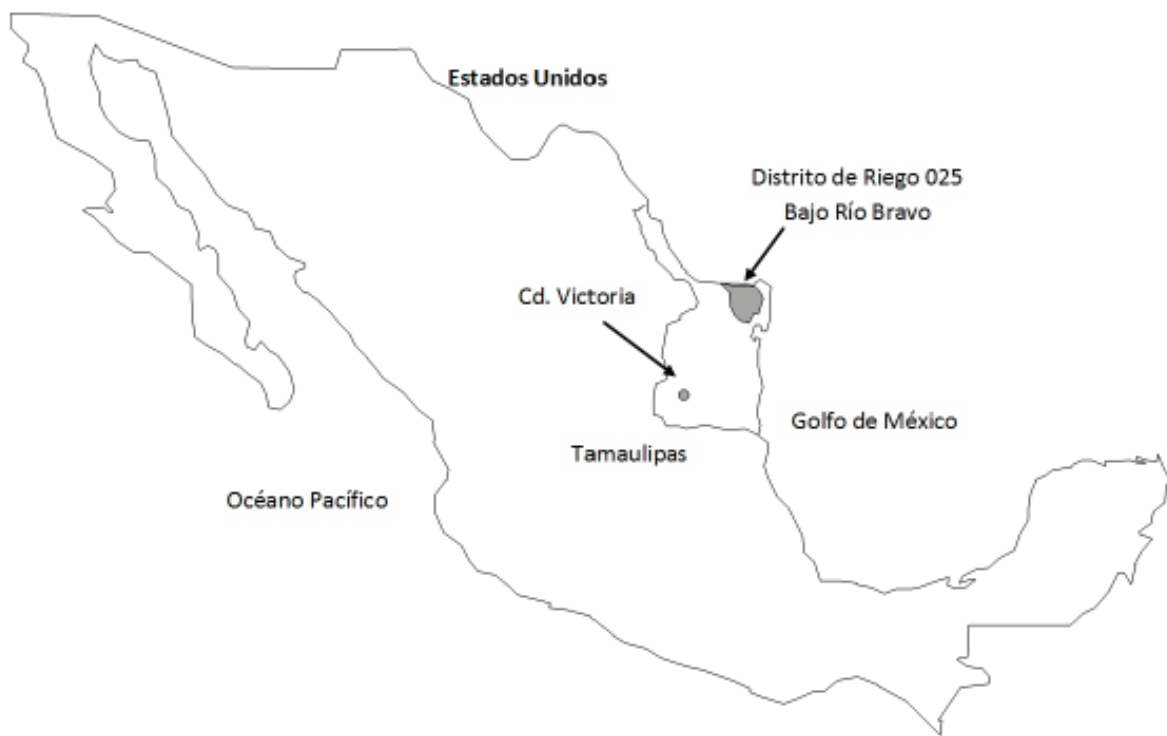 Estados Unidos
Distrito de Riego 025
Bajo Río Bravo
Cd. Victoria
Golfo de México
Tamaulipas
Océano Pacífico